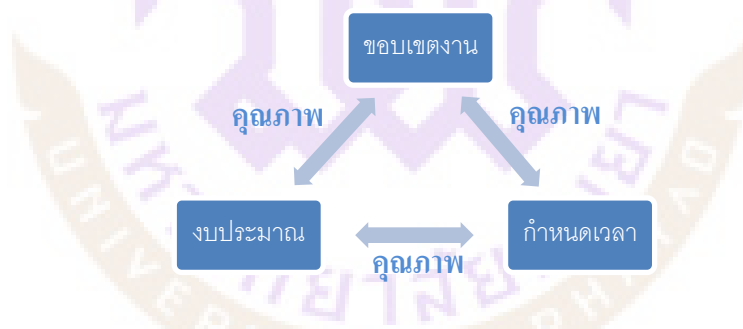 ขอบเขตงาน
คุณภาพ
คุณภาพ
งบประมาณ
กำหนดเวลา
คุณภาพ